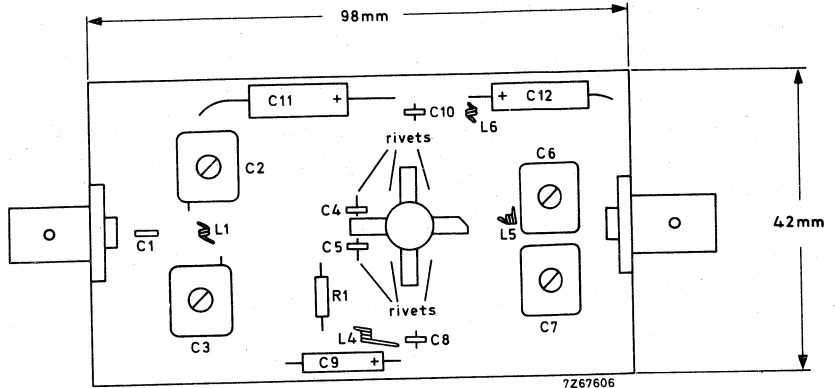 98mm
C11 +
+ C12
C10
L6
rivets
C2
C6
C4
C1
L1
C5
L5
42mm
R1
rivets
C3
L4
C8
C7
C9 +
7Z67606